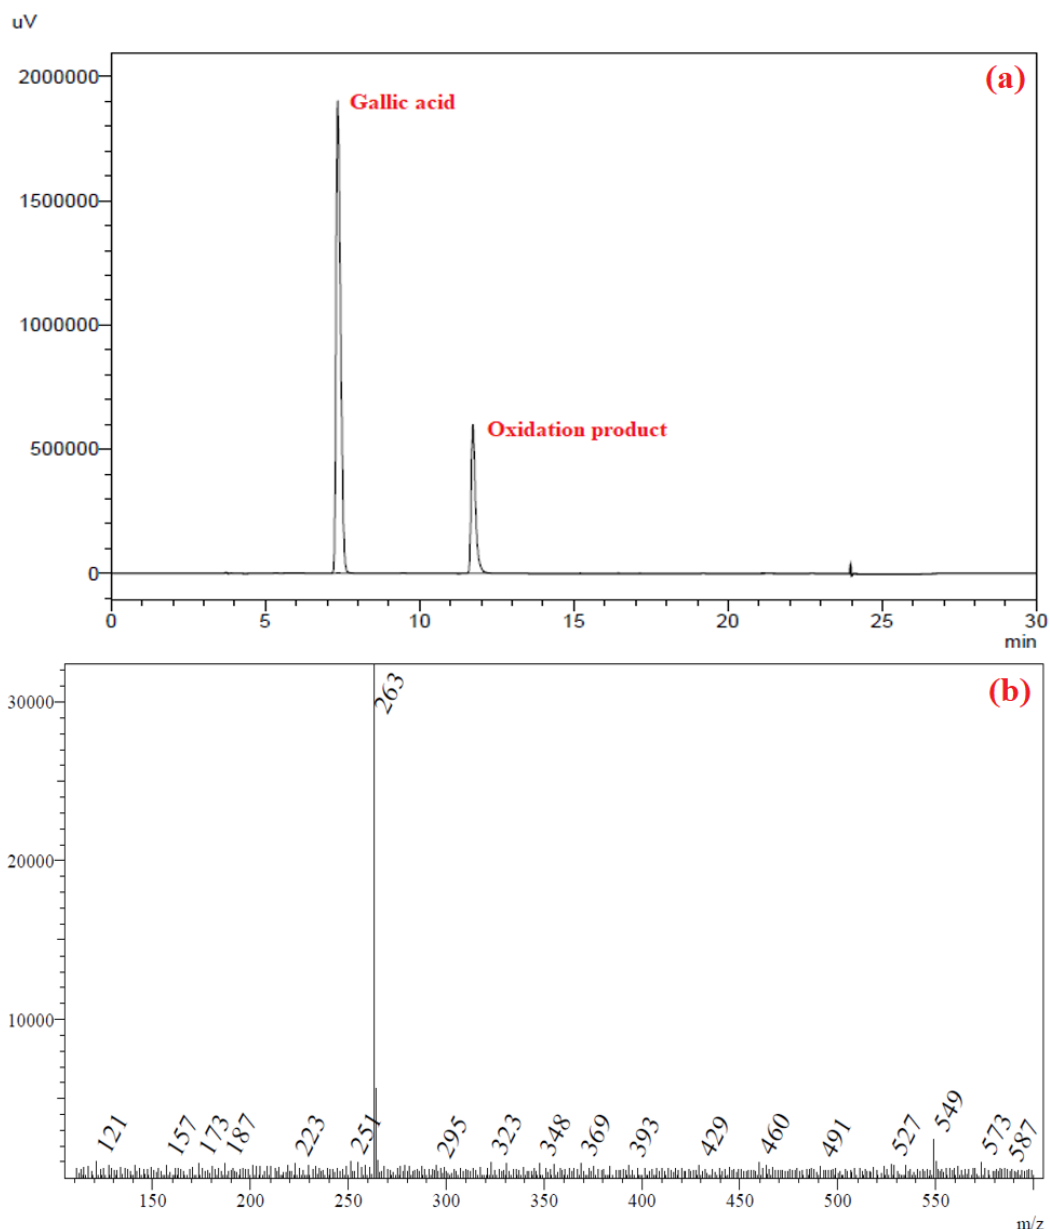 uV
(a)
2000000
Gallic acid
1500000
1000000
500000
Oxidation product
0
0 5 10 15 20 25 30
min
(b)
30000
263
20000
10000
121 157 173 187 223 251 295 323 348 369 393 429 460 491 527 549 573 587
150 200 250 300 350 400 450 500 550
m/z